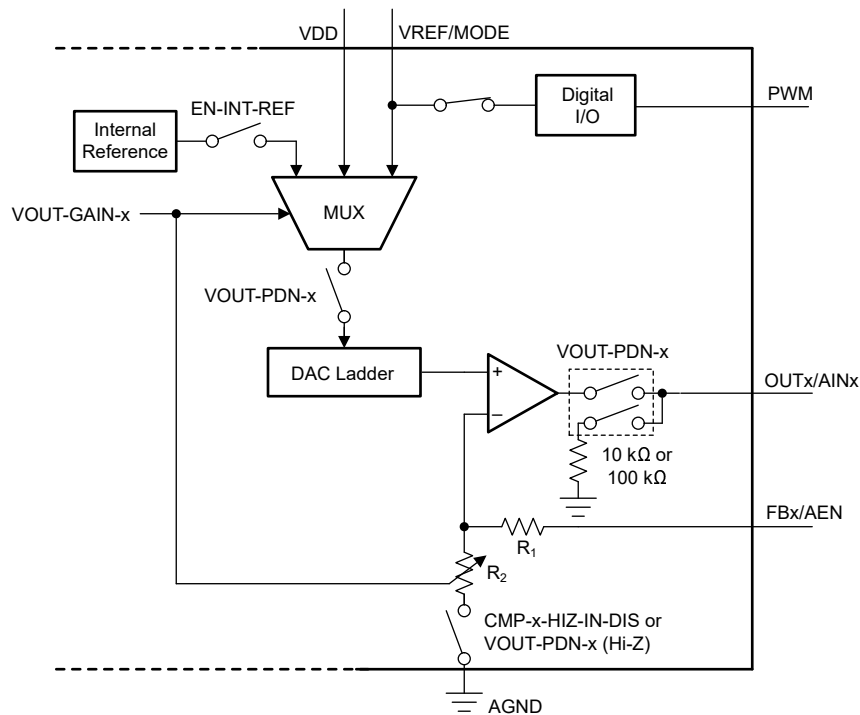 VDD
VREF/MODE
EN-INT-REF
Internal
Reference
Digital
I/O
PWM
VOUT-GAIN-x
MUX
VOUT-PDN-x
DAC Ladder
+
–
VOUT-PDN-x
OUTx/AINx
10 kΩ or
100 kΩ
FBx/AEN
R1
R2
CMP-x-HIZ-IN-DIS or
VOUT-PDN-x (Hi-Z)
AGND